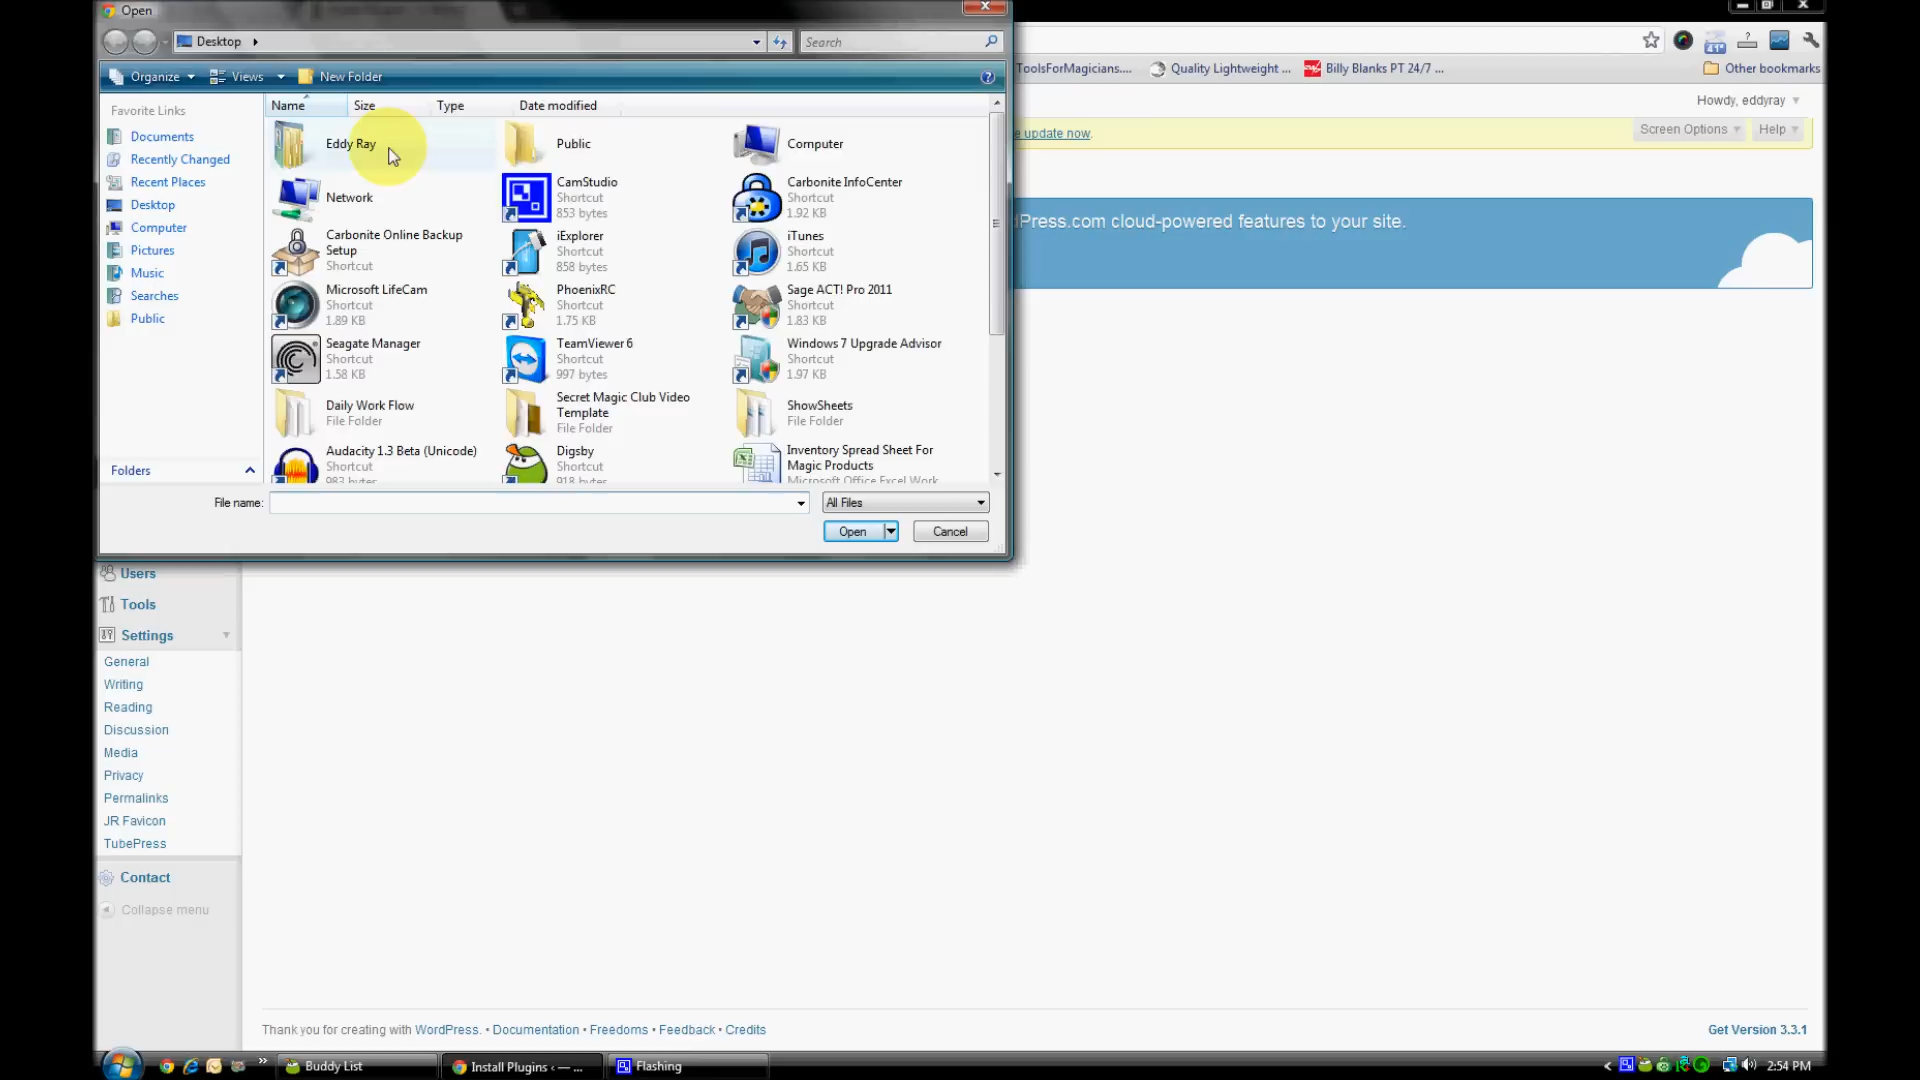 Open
Desktop
Search
ToolsForMagicians....
Quality Lightweight ...
Billy Blanks PT 24/7 ...
Other bookmarks
Organize
Views
New Folder
Howdy, eddyray
e update now.
Screen Options
Help
Favorite Links
Name
Size
Type
Date modified
Documents
Recently Changed
Recent Places
Desktop
Computer
Pictures
Music
Searches
Public
Folders
Eddy Ray
Public
Computer
Network
CamStudio
Shortcut
853 bytes
Carbonite InfoCenter
Shortcut
1.92 KB
Carbonite Online Backup
Setup
Shortcut
iExplorer
Shortcut
858 bytes
iTunes
Shortcut
1.65 KB
Microsoft LifeCam
Shortcut
1.89 KB
PhoenixRC
Shortcut
1.75 KB
Sage ACT! Pro 2011
Shortcut
1.83 KB
Seagate Manager
Shortcut
1.58 KB
TeamViewer 6
Shortcut
997 bytes
Windows 7 Upgrade Advisor
Shortcut
1.97 KB
Daily Work Flow
File Folder
Secret Magic Club Video
Template
File Folder
ShowSheets
File Folder
Audacity 1.3 Beta (Unicode)
Shortcut
983 bytes
Digsby
Shortcut
918 bytes
Inventory Spread Sheet For
Magic Products
Microsoft Office Excel Work
dPress.com cloud-powered features to your site.
File name:
All Files
Open
Cancel
Users
Tools
Settings
General
Writing
Reading
Discussion
Media
Privacy
Permalinks
JR Favicon
TubePress
Contact
Collapse menu
Thank you for creating with WordPress. • Documentation • Freedoms • Feedback • Credits
Get Version 3.3.1
Buddy List
Install Plugins ‹ — ...
Flashing
2:54 PM